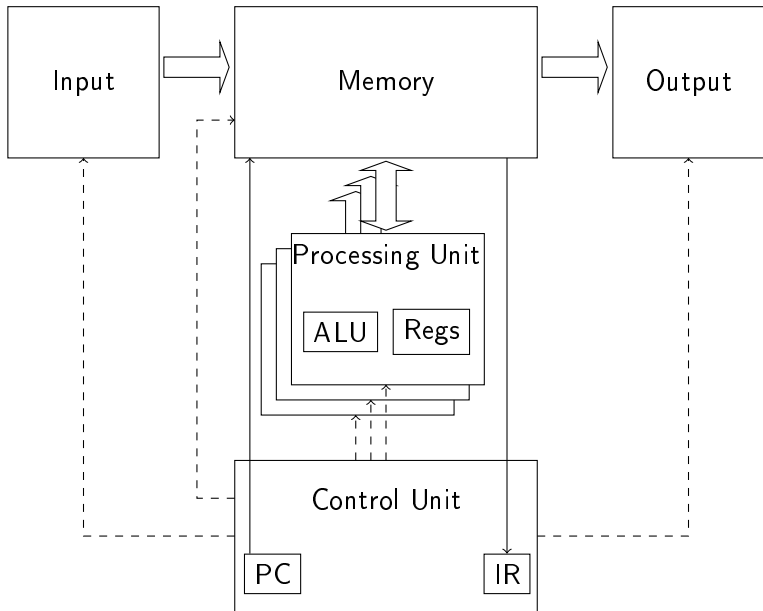 Input
Memory
Output
Processing Unit
ALU
Regs
Control Unit
PC
IR